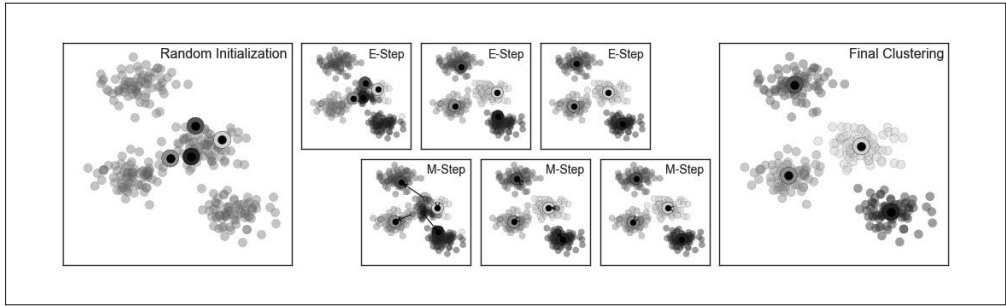 Random Initialization
E-Step
E-Step
E-Step
M-Step
M-Step
M-Step
Final Clustering